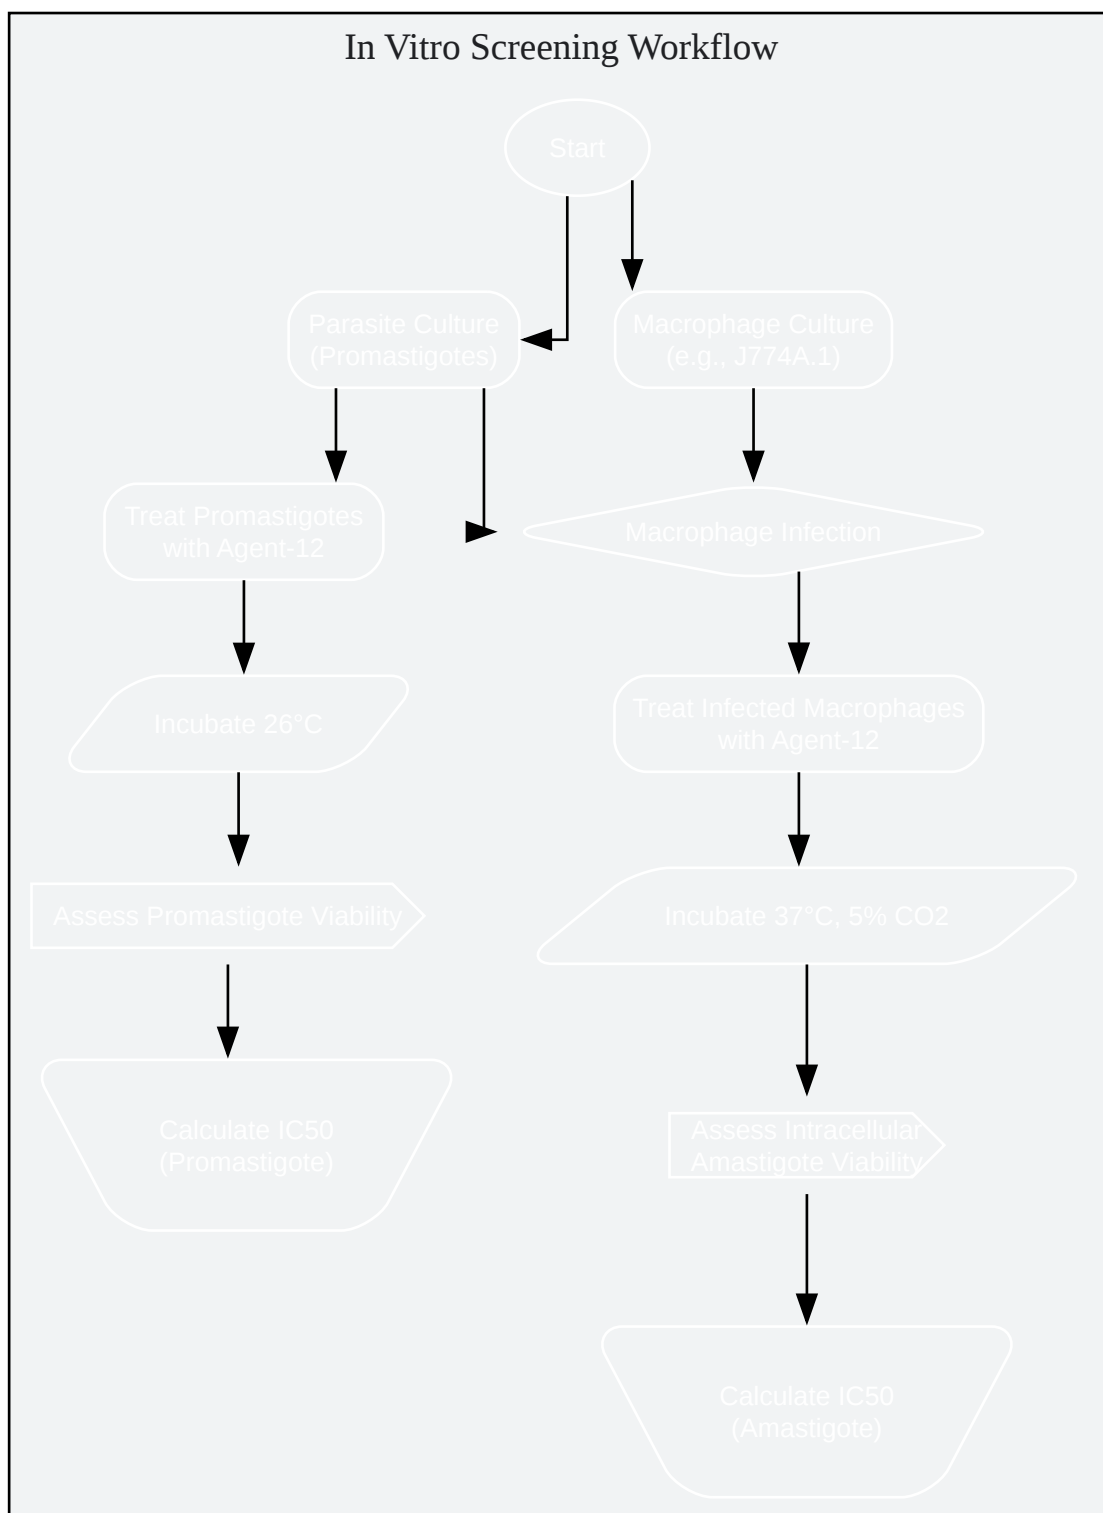 In Vitro Screening Workflow
Start
Parasite Culture
(Promastigotes)
Macrophage Culture
(e.g., J774A.1)
Treat Promastigotes
with Agent-12
Macrophage Infection
Incubate 26°C
Treat Infected Macrophages
with Agent-12
Assess Promastigote Viability
Incubate 37°C, 5% CO2
Calculate IC50
(Promastigote)
Assess Intracellular
Amastigote Viability
Calculate IC50
(Amastigote)